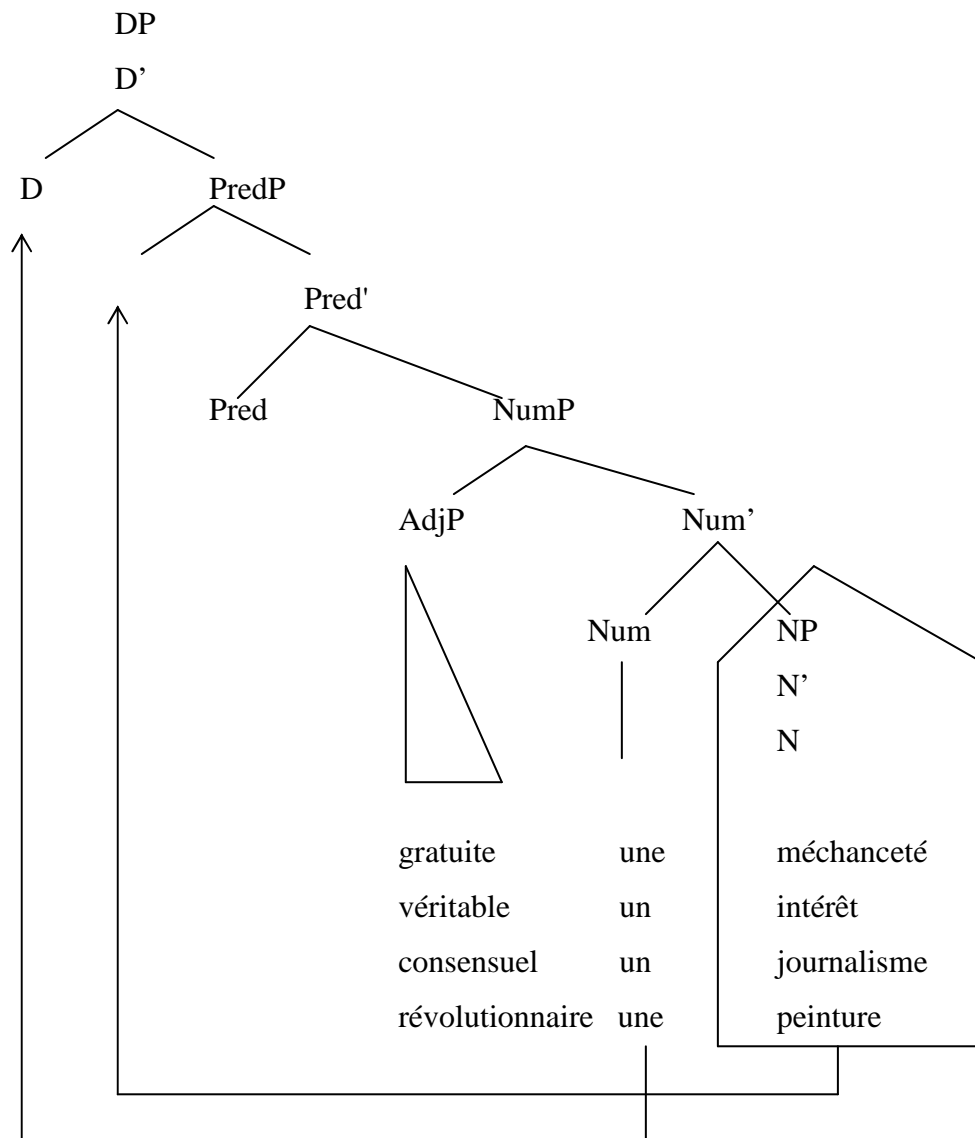 DP
D’
D PredP
Pred'
Pred NumP
AdjP Num’
Num NP
N’
N
gratuite une méchanceté
véritable un intérêt
consensuel un journalisme
révolutionnaire une peinture